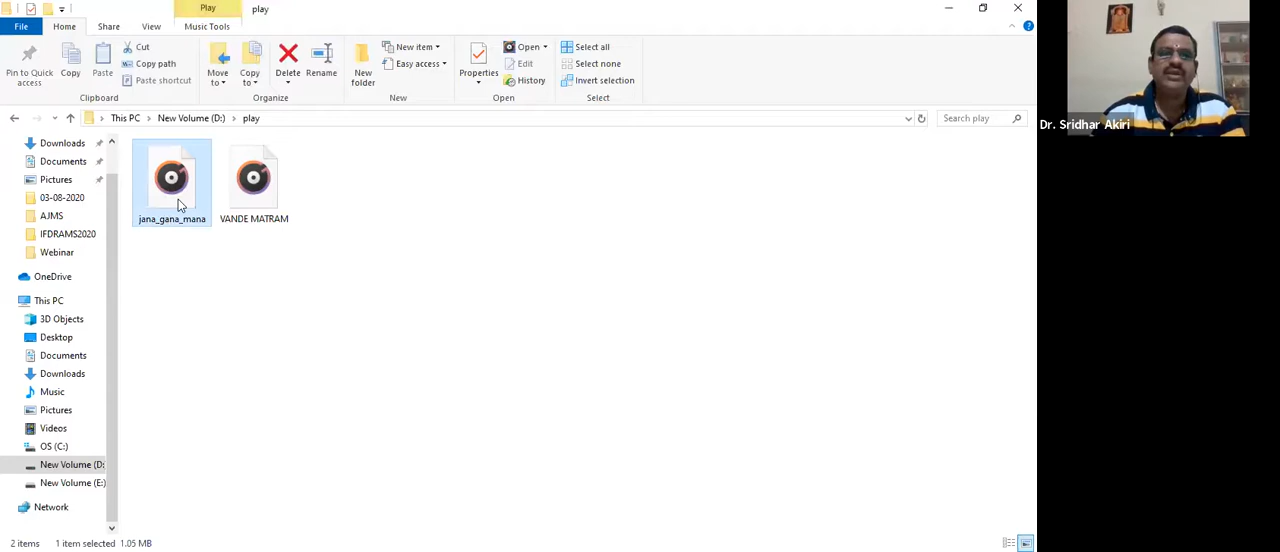 Play
play
File
Home
Share
View
Music Tools
Pin to Quick
access
Copy
Paste
Cut
Copy path
Paste shortcut
Move
to
Copy
to
Delete
Rename
New
folder
New item
Easy access
Properties
Open
Edit
History
Select all
Select none
Invert selection
Clipboard
Organize
New
Open
Select
This PC
New Volume (D:)
play
Search play
Dr. Sridhar Akiri
Downloads
Documents
Pictures
03-08-2020
AJMS
IFDRAMS2020
Webinar
OneDrive
This PC
3D Objects
Desktop
Documents
Downloads
Music
Pictures
Videos
OS (C:)
New Volume (D:
New Volume (E:)
Network
jana_gana_mana
VANDE MATRAM
2 items
1 item selected 1.05 MB